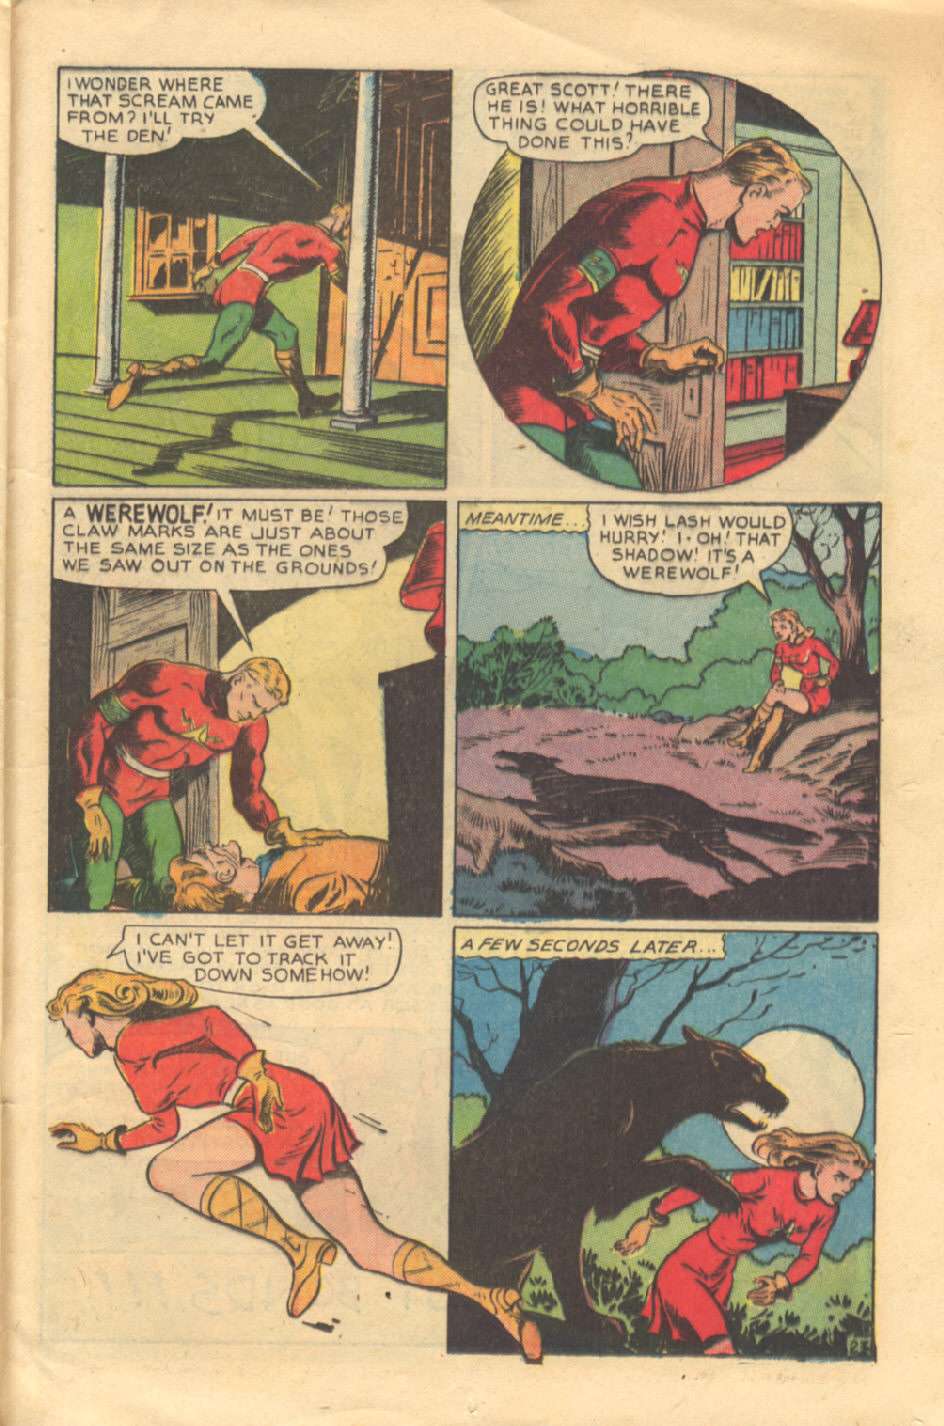 I WONDER WHERE
THAT SCREAM CAME
FROM? I'LL TRY
THE DEN!
GREAT SCOTT! THERE
HE IS! WHAT HORRIBLE
THING COULD HAVE
DONE THIS?
A WEREWOLF! IT MUST BE! THOSE
CLAW MARKS ARE JUST ABOUT
THE SAME SIZE AS THE ONES
WE SAW OUT ON THE GROUNDS!
MEANTIME...
I WISH LASH WOULD
HURRY! I-OH! THAT
SHADOW! IT'S A
WEREWOLF!
I CAN'T LET IT GET AWAY!
I'VE GOT TO TRACK IT
DOWN SOMEHOW!
A FEW SECONDS LATER...